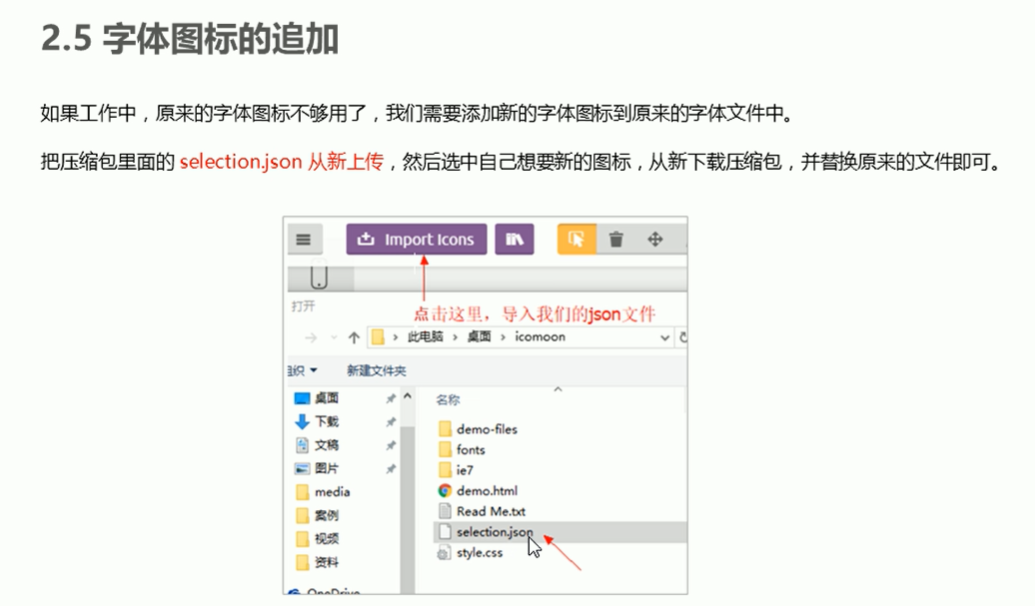 2.5 字体图标的追加
如果工作中，原来的字体图标不够用了，我们需要添加新的字体图标到原来的字体文件中。
把压缩包里面的 selection.json 从新上传，然后选中自己想要新的图标，从新下载压缩包，并替换原来的文件即可。
Import Icons
点击这里，导入我们的json文件
打开
此电脑 › 桌面 › icomoon
组织 新建文件夹
名称
桌面
下载
文稿
图片
media
案例
视频
资料
OneDrive
demo-files
fonts
ie7
demo.html
Read Me.txt
selection.json
style.css